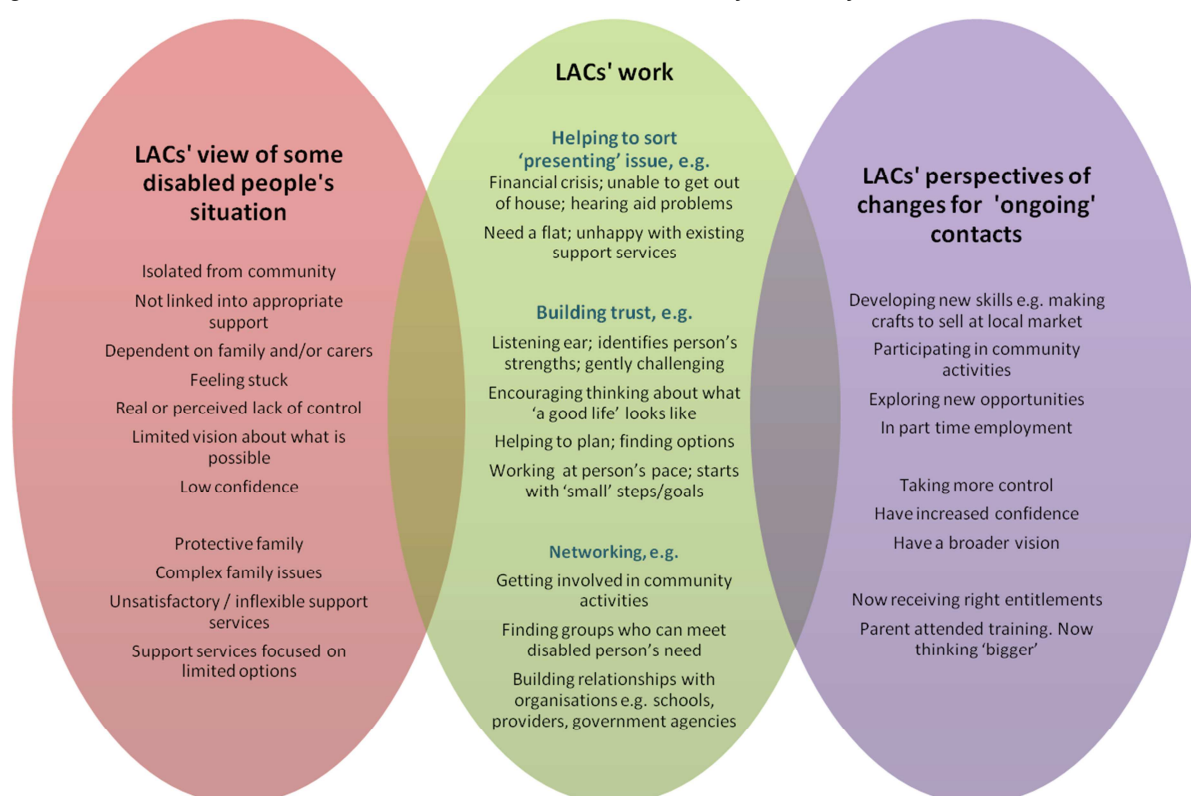 LACs' view of some
disabled people's
situation
Isolated from community
Not linked into appropriate
support
Dependent on family and/or carers
Feeling stuck
Real or perceived lack of control
Limited vision about what is
possible
Low confidence
Protective family
Complex family issues
Unsatisfactory / inflexible support
services
Support services focused on
limited options
LACs' work
Helping to sort
‘presenting’ issue, e.g.
Financial crisis; unable to get out
of house; hearing aid problems
Need a flat; unhappy with existing
support services
Building trust, e.g.
Listening ear; identifies person’s
strengths; gently challenging
Encouraging thinking about what
‘a good life’ looks like
Helping to plan; finding options
Working at person’s pace; starts
with ‘small’ steps/goals
Networking, e.g.
Getting involved in community
activities
Finding groups who can meet
disabled person’s need
Building relationships with
organisations e.g. schools,
providers, government agencies
LACs' perspectives of
changes for 'ongoing'
contacts
Developing new skills e.g. making
crafts to sell at local market
Participating in community
activities
Exploring new opportunities
In part time employment
Taking more control
Have increased confidence
Have a broader vision
Now receiving right entitlements
Parent attended training. Now
thinking ‘bigger’